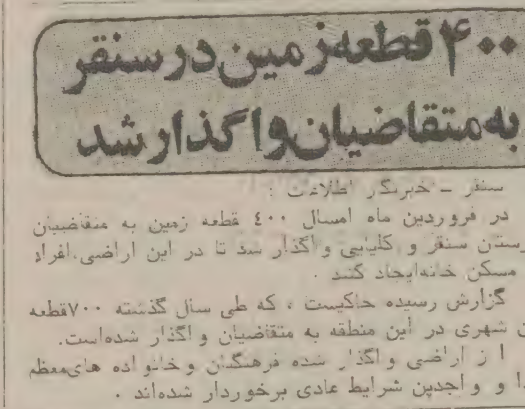 ۴۰۰ قطعه زمین در سنقر
به متقاضیان واگذار شد
سنقر ـ خبرنگار اطلاعات :
در فروردین ماه امسال ۴۰۰ قطعه زمین به متقاضیان
رستن سنقر و کلیایی واگذار شد تا در این اراضی افراد
مسکن خانه ایجاد کنند .
گزارش رسیده حاکیست ، که طی سال گذشته ۷۰۰ قطعه
ن شهری در این منطقه به متقاضیان واگذار شده است.
ا ز اراضی واگذار شده فرهنگیان و خانواده های معظم
دا و واجدین شرایط عادی برخوردار شده اند .